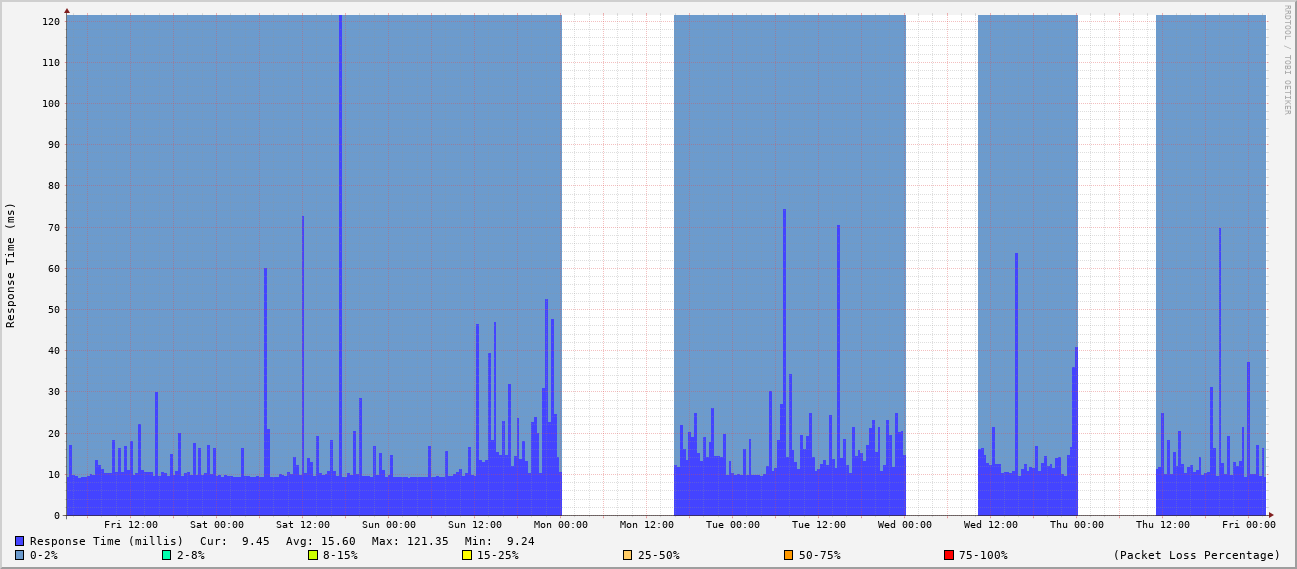 RRDTOOL / TOBI OETIKER
Response Time (ms)
120
110
100
90
80
70
60
50
40
30
20
10
0
Fri 12:00 Sat 00:00 Sat 12:00 Sun 00:00 Sun 12:00 Mon 00:00 Mon 12:00 Tue 00:00 Tue 12:00 Wed 00:00 Wed 12:00 Thu 00:00 Thu 12:00 Fri 00:00
Response Time (millis) Cur: 9.45 Avg: 15.60 Max: 121.35 Min: 9.24
0-2% 2-8% 8-15% 15-25% 25-50% 50-75% 75-100% (Packet Loss Percentage)